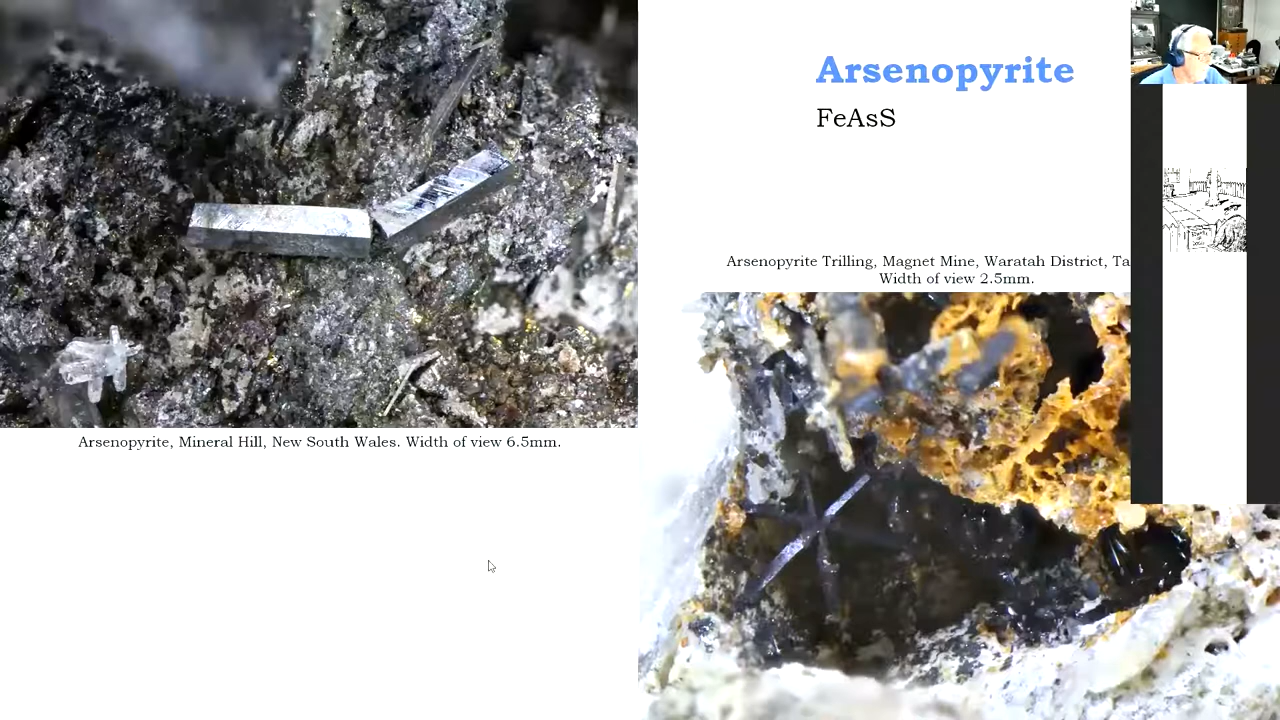 Arsenopyrite
FeAsS
Arsenopyrite Trilling, Magnet Mine, Waratah District, Ta
Width of view 2.5mm.
Arsenopyrite, Mineral Hill, New South Wales. Width of view 6.5mm.